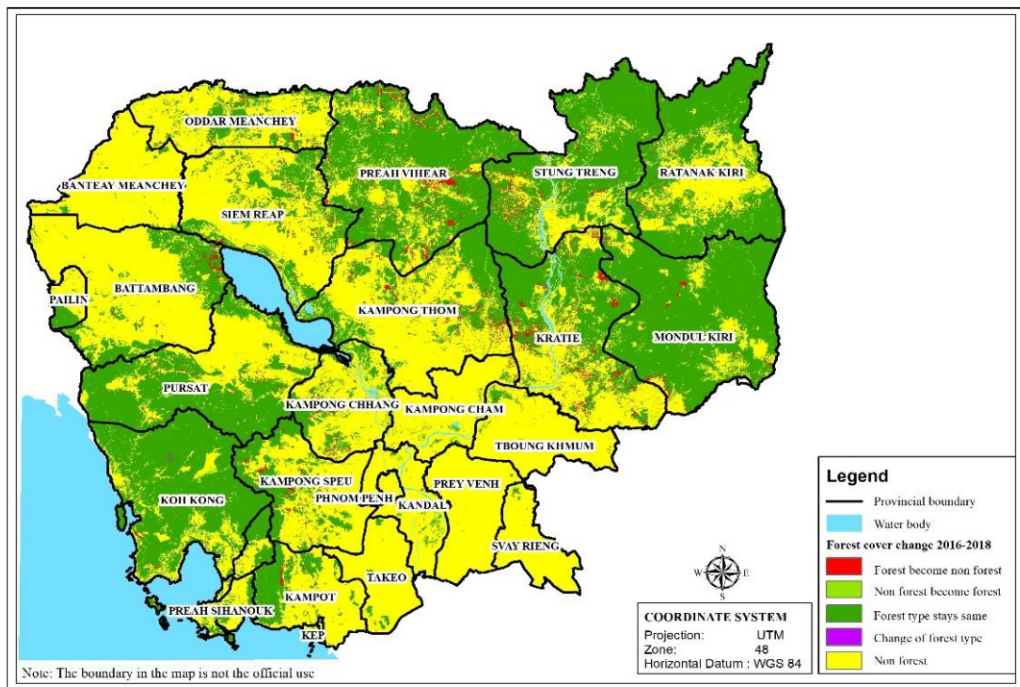 ODDAR MEANCHEY
BANTEAY MEANCHEY
SIEM REAP
PREAH VIHEAR
STUNG TRENG
RATANAK KIRI
PAILIN
BATTAMBANG
KAMPONG THOM
KRATIE
MONDUL KIRI
PURSAT
KAMPONG CHHANG
KAMPONG CHAM
TBOUNG KHMUM
KOH KONG
KAMPONG SPEU
PHNOM PENH
KANDAL
PREY VENH
SVAY RIENG
TAKEO
KAMPOT
PREAH SIHANOUK
KEP
Legend
Provincial boundary
Water body
Forest cover change 2016-2018
Forest become non forest
Non forest become forest
Forest type stays same
Change of forest type
Non forest
N
W E
S
COORDINATE SYSTEM
Projection: UTM
Zone: 48
Horizontal Datum : WGS 84
Note: The boundary in the map is not the official use